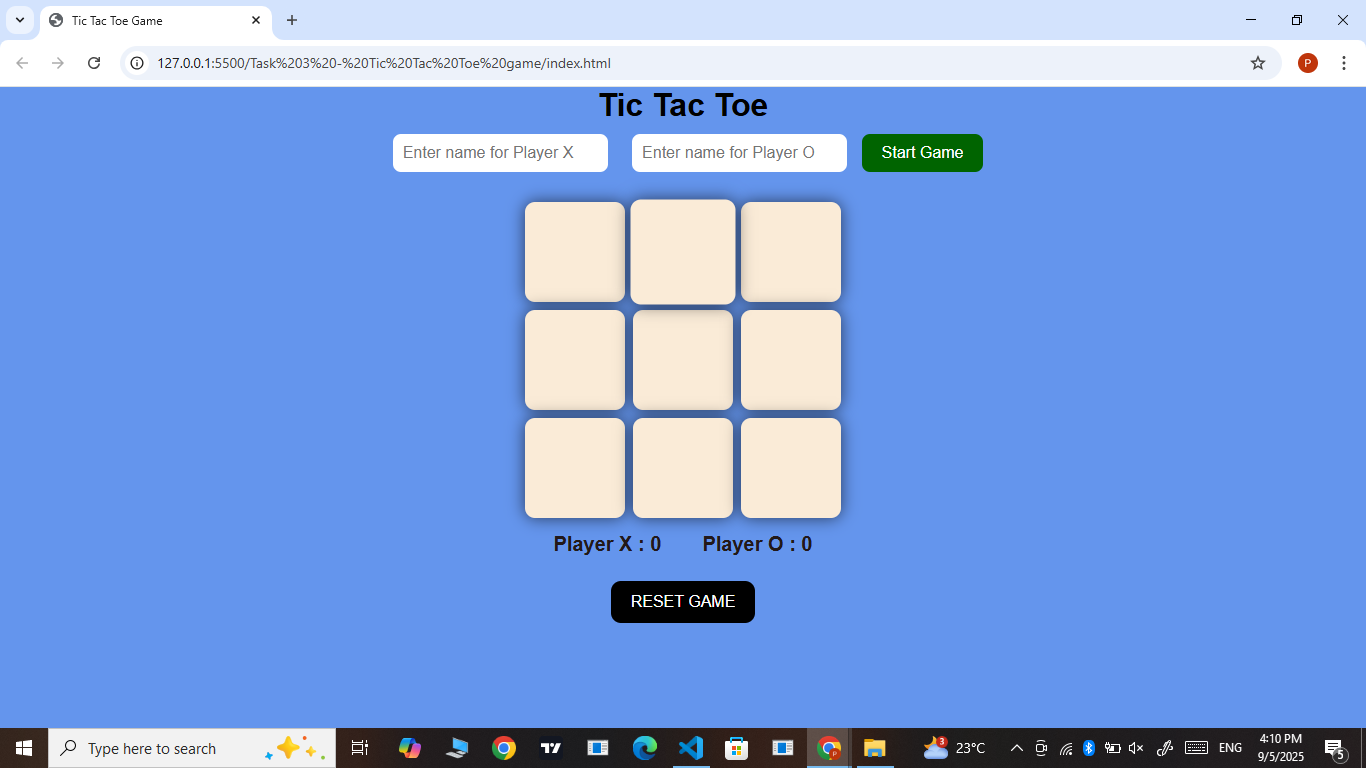 Tic Tac Toe Game
127.0.0.1:5500/Task%203%20-%20Tic%20Tac%20Toe%20game/index.html
P
Tic Tac Toe
Enter name for Player X
Enter name for Player O
Start Game
Player X : 0
Player O : 0
RESET GAME
Type here to search
3
23°C
ENG
4:10 PM
9/5/2025
5